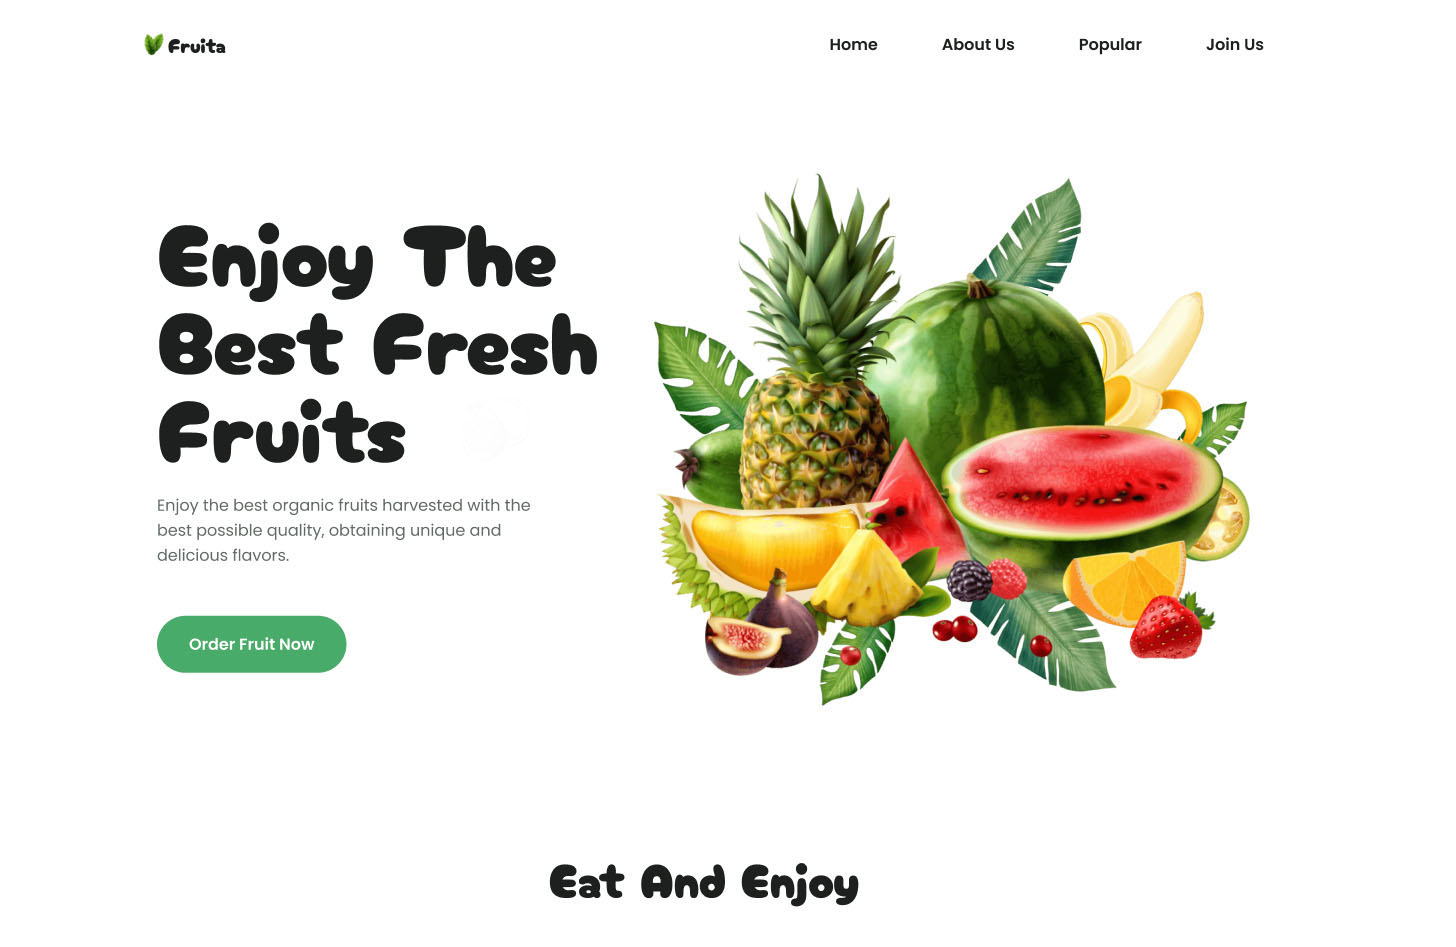 Fruita
Home
About Us
Popular
Join Us
Enjoy The
Best Fresh
Fruits
Enjoy the best organic fruits harvested with the
best possible quality, obtaining unique and
delicious flavors.
Order Fruit Now
Eat And Enjoy